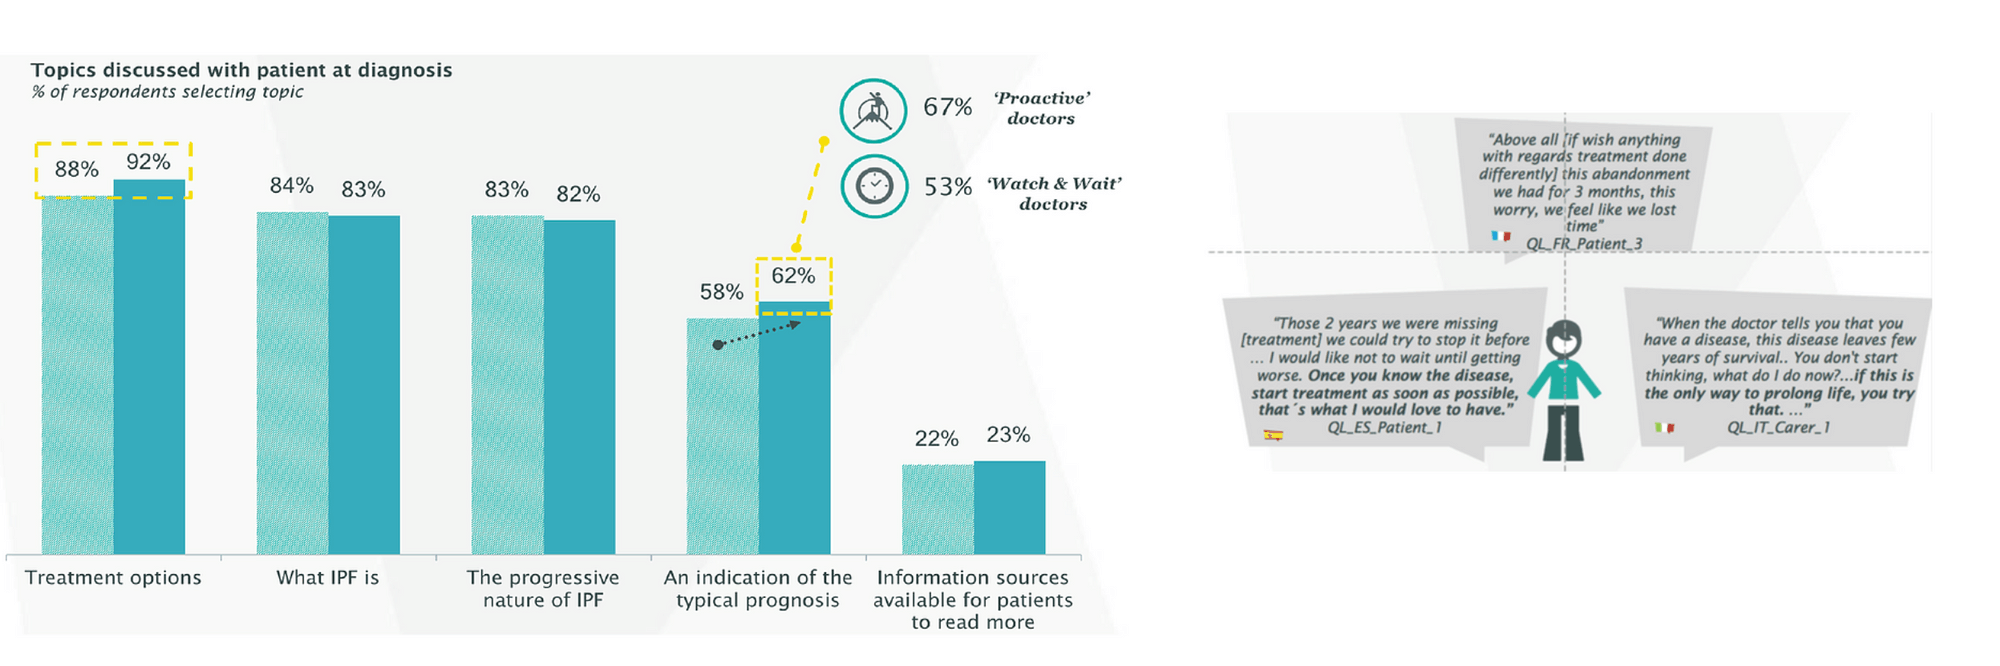 Topics discussed with patient at diagnosis
% of respondents selecting topic
88%
92%
84%
83%
83%
82%
58%
62%
22%
23%
67%
‘Proactive’
doctors
53%
‘Watch & Wait’
doctors
Treatment options
What IPF is
The progressive
nature of IPF
An indication of the
typical prognosis
Information sources
available for patients
to read more
“Above all [if wish anything
with regards treatment done
differently] this abandonment
we had for 3 months, this
worry, we feel like we lost
time”
QL_FR_Patient_3
“Those 2 years we were missing
[treatment] we could try to stop it before
... I would like not to wait until getting
worse. Once you know the disease,
start treatment as soon as possible,
that´s what I would love to have.”
QL_ES_Patient_1
“When the doctor tells you that you
have a disease, this disease leaves few
years of survival.. You don't start
thinking, what do I do now?...if this is
the only way to prolong life, you try
that. ...”
QL_IT_Carer_1